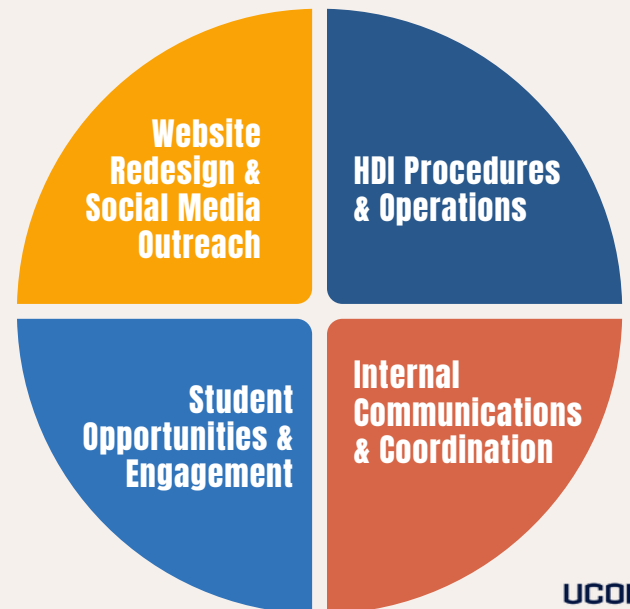 Website
Redesign &
Social Media
Outreach
HDI Procedures
& Operations
Student
Opportunities &
Engagement
Internal
Communications
& Coordination